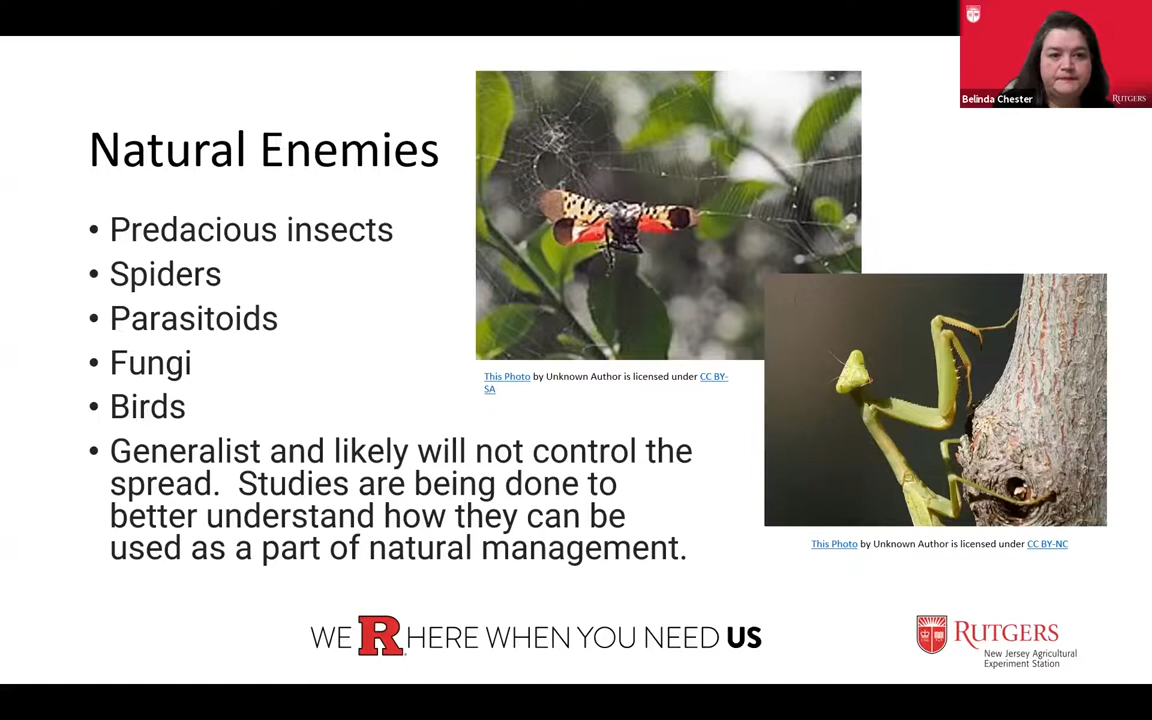 Belinda Chester
RUTGERS
Natural Enemies
• Predacious insects
• Spiders
• Parasitoids
• Fungi
• Birds
• Generalist and likely will not control the
spread.  Studies are being done to
better understand how they can be
used as a part of natural management.
This Photo by Unknown Author is licensed under CC BY-
SA
This Photo by Unknown Author is licensed under CC BY-NC
WE R HERE WHEN YOU NEED US
RUTGERS
New Jersey Agricultural
Experiment Station